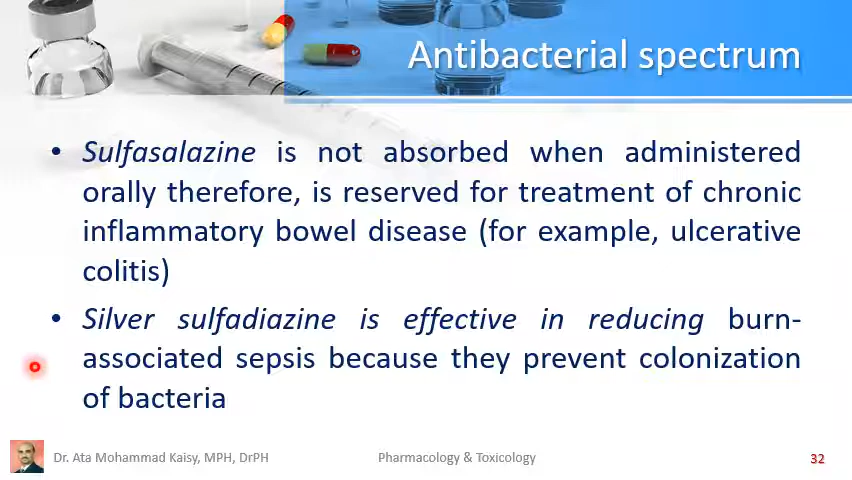 Antibacterial spectrum
• Sulfasalazine is not absorbed when administered
orally therefore, is reserved for treatment of chronic
inflammatory bowel disease (for example, ulcerative
colitis)
• Silver sulfadiazine is effective in reducing burn-
associated sepsis because they prevent colonization
of bacteria
Dr. Ata Mohammad Kaisy, MPH, DrPH
Pharmacology & Toxicology
32